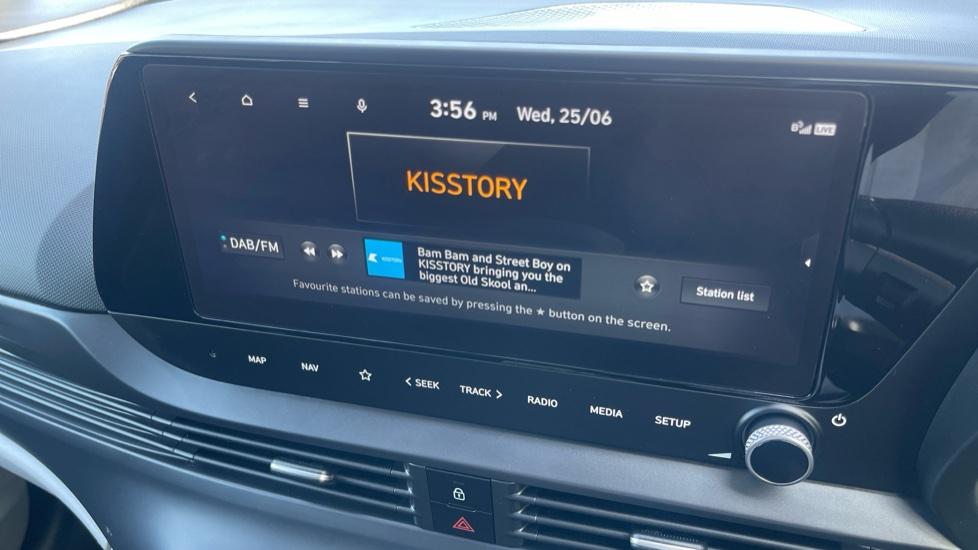 3:56 PM Wed, 25/06
LIVE
KISSTORY
DAB/FM
KISSTORY
Bam Bam and Street Boy on
KISSTORY bringing you the
biggest Old Skool an...
Station list
Favourite stations can be saved by pressing the ★ button on the screen.
MAP NAV < SEEK TRACK > RADIO MEDIA SETUP